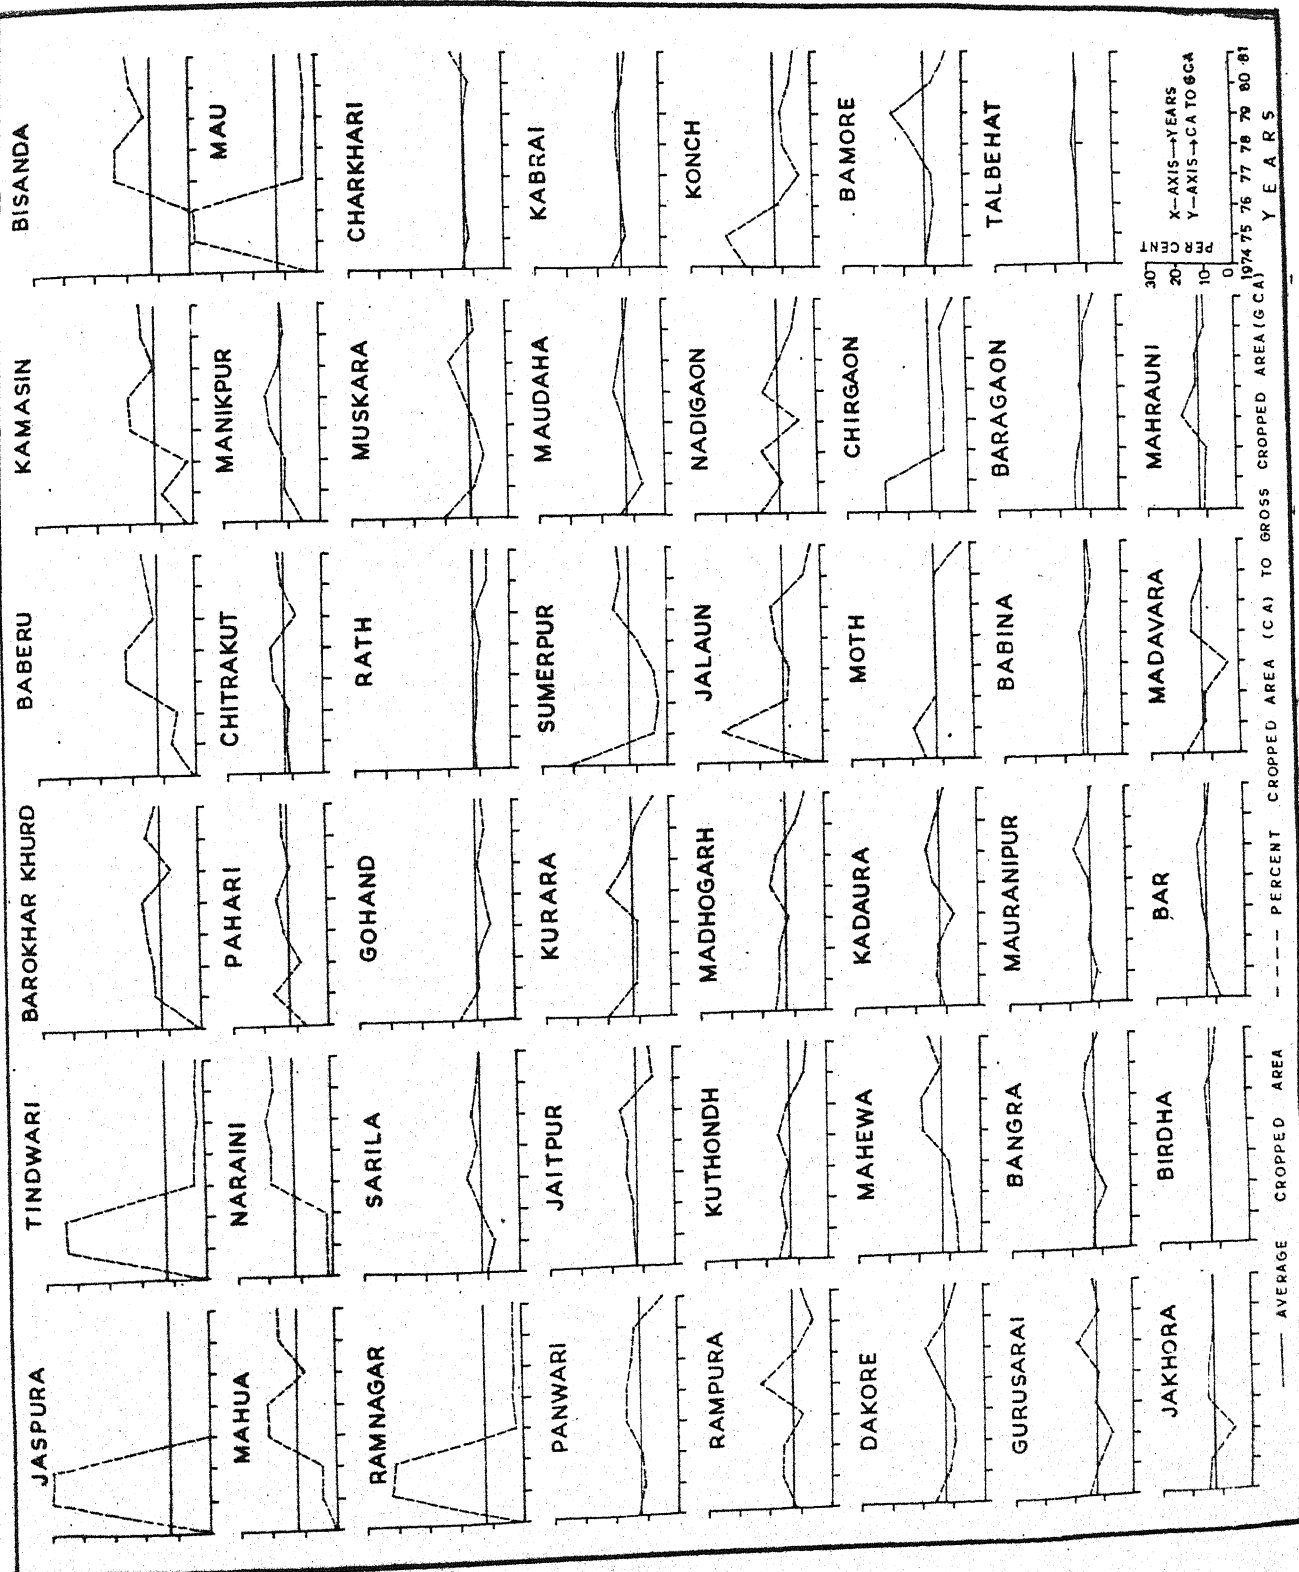 JASPURA
TINDWARI
BAROKHAR KHURD
BABERU
KAMASIN
BISANDA
MAHUA
NARAINI
PAHARI
CHITRAKUT
MANIKPUR
MAU
RAMNAGAR
SARILA
GOHAND
RATH
MUSKARA
CHARKHARI
PANWARI
JAITPUR
KURARA
SUMERPUR
MAUDAHA
KABRAI
RAMPURA
KUTHONDH
MADHOGARH
JALAUN
NADIGAON
KONCH
DAKORE
MAHEWA
KADAURA
MOTH
CHIRGAON
BAMORE
GURUSARAI
BANGRA
MAURANIPUR
BABINA
BARAGAON
TALBEHAT
JAKHORA
BIRDHA
BAR
MADAVARA
MAHRAUNI
PER CENT
30
20
10
0
X-AXIS→YEARS
Y-AXIS→CA TO GCA
1974 75 76 77 78 79 80 81
YEARS
AVERAGE CROPPED AREA ---- PERCENT CROPPED AREA (CA) TO GROSS CROPPED AREA(GCA)